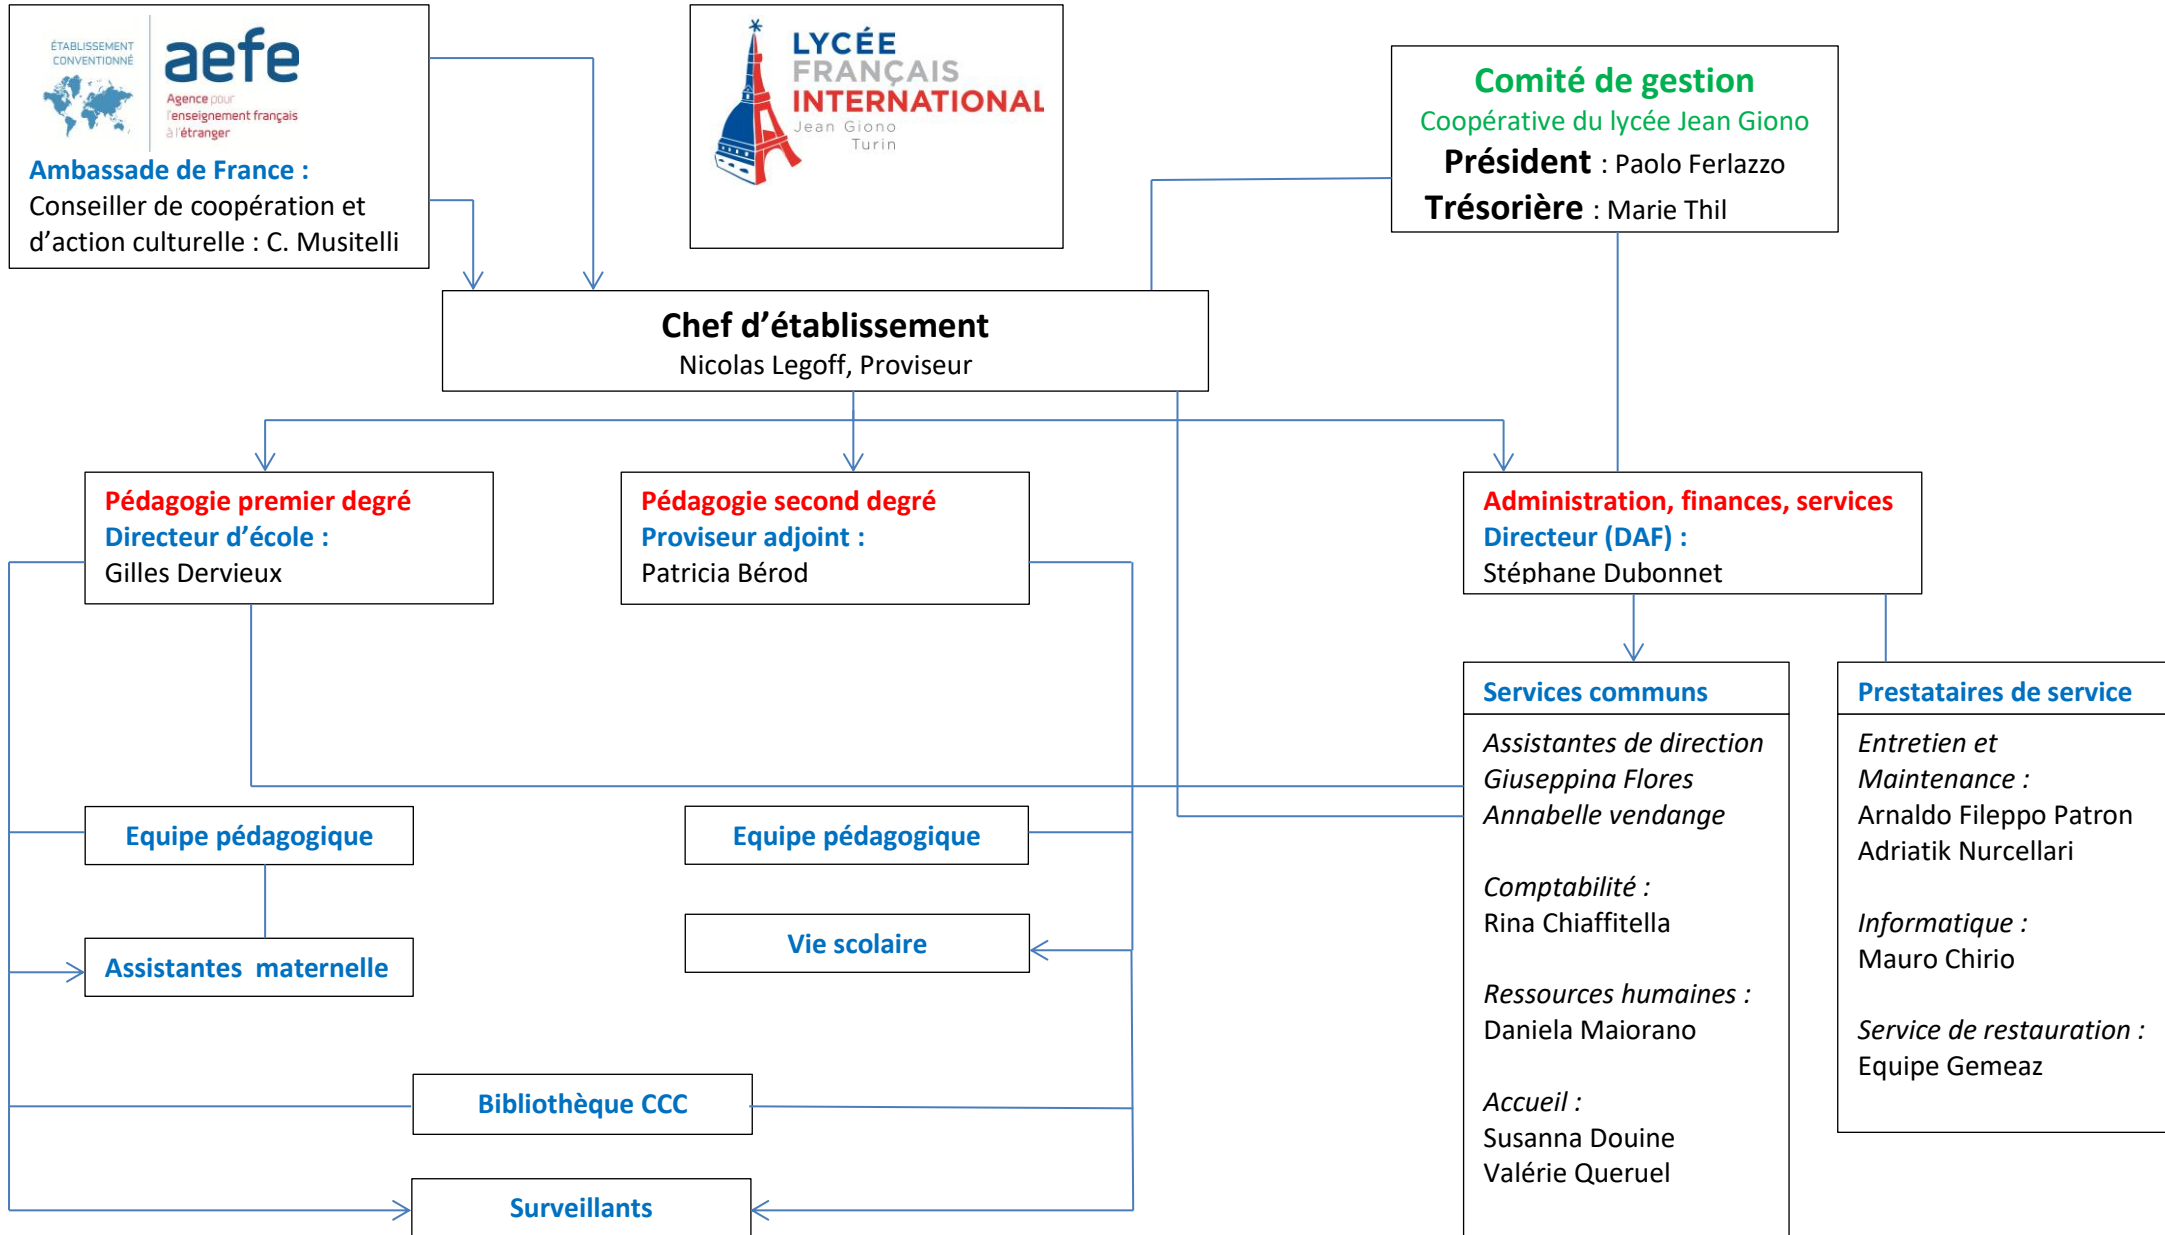 ÉTABLISSEMENT
CONVENTIONNÉ
aefe
Agence pour
l'enseignement français
à l'étranger
Ambassade de France :
Conseiller de coopération et
d’action culturelle : C. Musitelli
LYCÉE
FRANÇAIS
INTERNATIONAL
Jean Giono
Turin
Comité de gestion
Coopérative du lycée Jean Giono
Président : Paolo Ferlazzo
Trésorière : Marie Thil
Chef d’établissement
Nicolas Legoff, Proviseur
Pédagogie premier degré
Directeur d’école :
Gilles Dervieux
Pédagogie second degré
Proviseur adjoint :
Patricia Bérod
Administration, finances, services
Directeur (DAF) :
Stéphane Dubonnet
Equipe pédagogique
Assistantes maternelle
Equipe pédagogique
Vie scolaire
Bibliothèque CCC
Surveillants
Services communs
Assistantes de direction
Giuseppina Flores
Annabelle vendange
Comptabilité :
Rina Chiaffitella
Ressources humaines :
Daniela Maiorano
Accueil :
Susanna Douine
Valérie Queruel
Prestataires de service
Entretien et
Maintenance :
Arnaldo Fileppo Patron
Adriatik Nurcellari
Informatique :
Mauro Chirio
Service de restauration :
Equipe Gemeaz